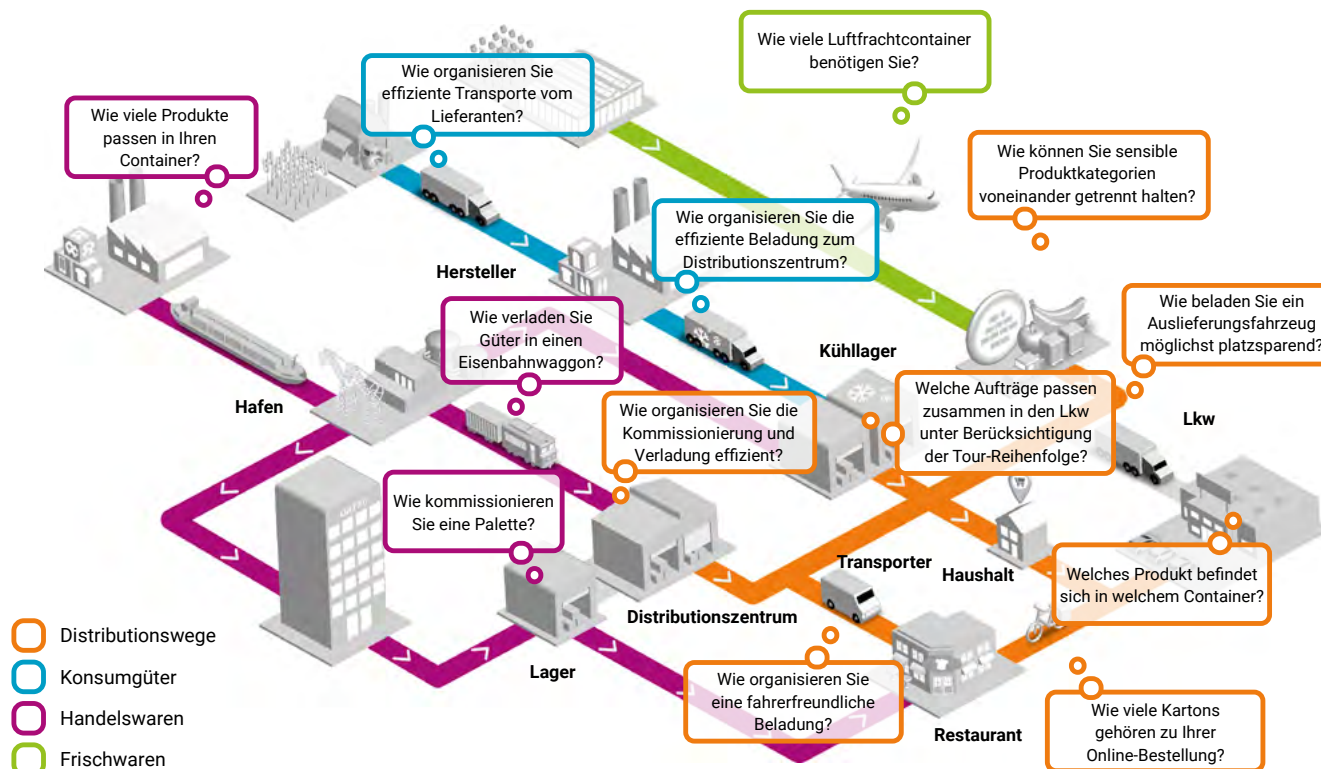 Wie viele Luftfrachtcontainer
benötigen Sie?
Wie organisieren Sie
effiziente Transporte vom
Lieferanten?
Wie viele Produkte
passen in Ihren
Container?
Wie können Sie sensible
Produktkategorien
voneinander getrennt halten?
Wie organisieren Sie die
effiziente Beladung zum
Distributionszentrum?
Hersteller
Wie beladen Sie ein
Auslieferungsfahrzeug
möglichst platzsparend?
Wie verladen Sie
Güter in einen
Eisenbahnwaggon?
Kühllager
Hafen
Welche Aufträge passen
zusammen in den Lkw
unter Berücksichtigung
der Tour-Reihenfolge?
Lkw
Wie organisieren Sie die
Kommissionierung und
Verladung effizient?
Wie kommissionieren
Sie eine Palette?
Transporter
Haushalt
Welches Produkt befindet
sich in welchem Container?
Distributionszentrum
Lager
Wie organisieren Sie
eine fahrerfreundliche
Beladung?
Restaurant
Wie viele Kartons
gehören zu Ihrer
Online-Bestellung?
Distributionswege
Konsumgüter
Handelswaren
Frischwaren